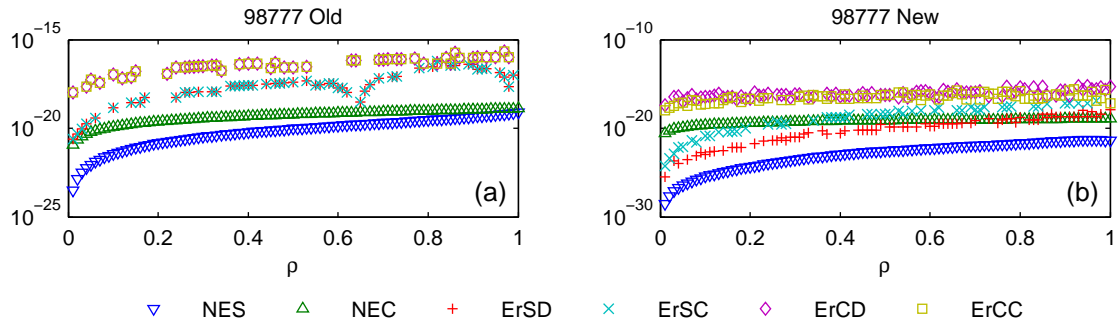 98777 Old
98777 New
10^-15
10^-20
10^-25
(a)
0 0.2 0.4 0.6 0.8 1
ρ
10^-10
10^-20
10^-30
(b)
0 0.2 0.4 0.6 0.8 1
ρ
NES NEC ErSD ErSC ErCD ErCC